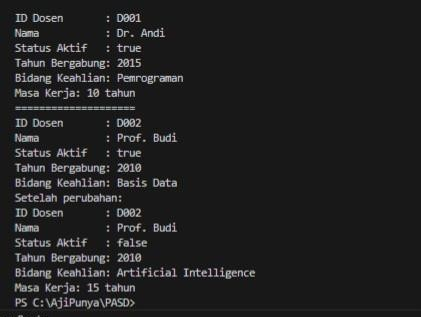 ID Dosen       : D001
Nama           : Dr. Andi
Status Aktif   : true
Tahun Bergabung: 2015
Bidang Keahlian: Pemrograman
Masa Kerja: 10 tahun
====================
ID Dosen       : D002
Nama           : Prof. Budi
Status Aktif   : true
Tahun Bergabung: 2010
Bidang Keahlian: Basis Data
Setelah perubahan:
ID Dosen       : D002
Nama           : Prof. Budi
Status Aktif   : false
Tahun Bergabung: 2010
Bidang Keahlian: Artificial Intelligence
Masa Kerja: 15 tahun
PS C:\AjiPunya\PASD>